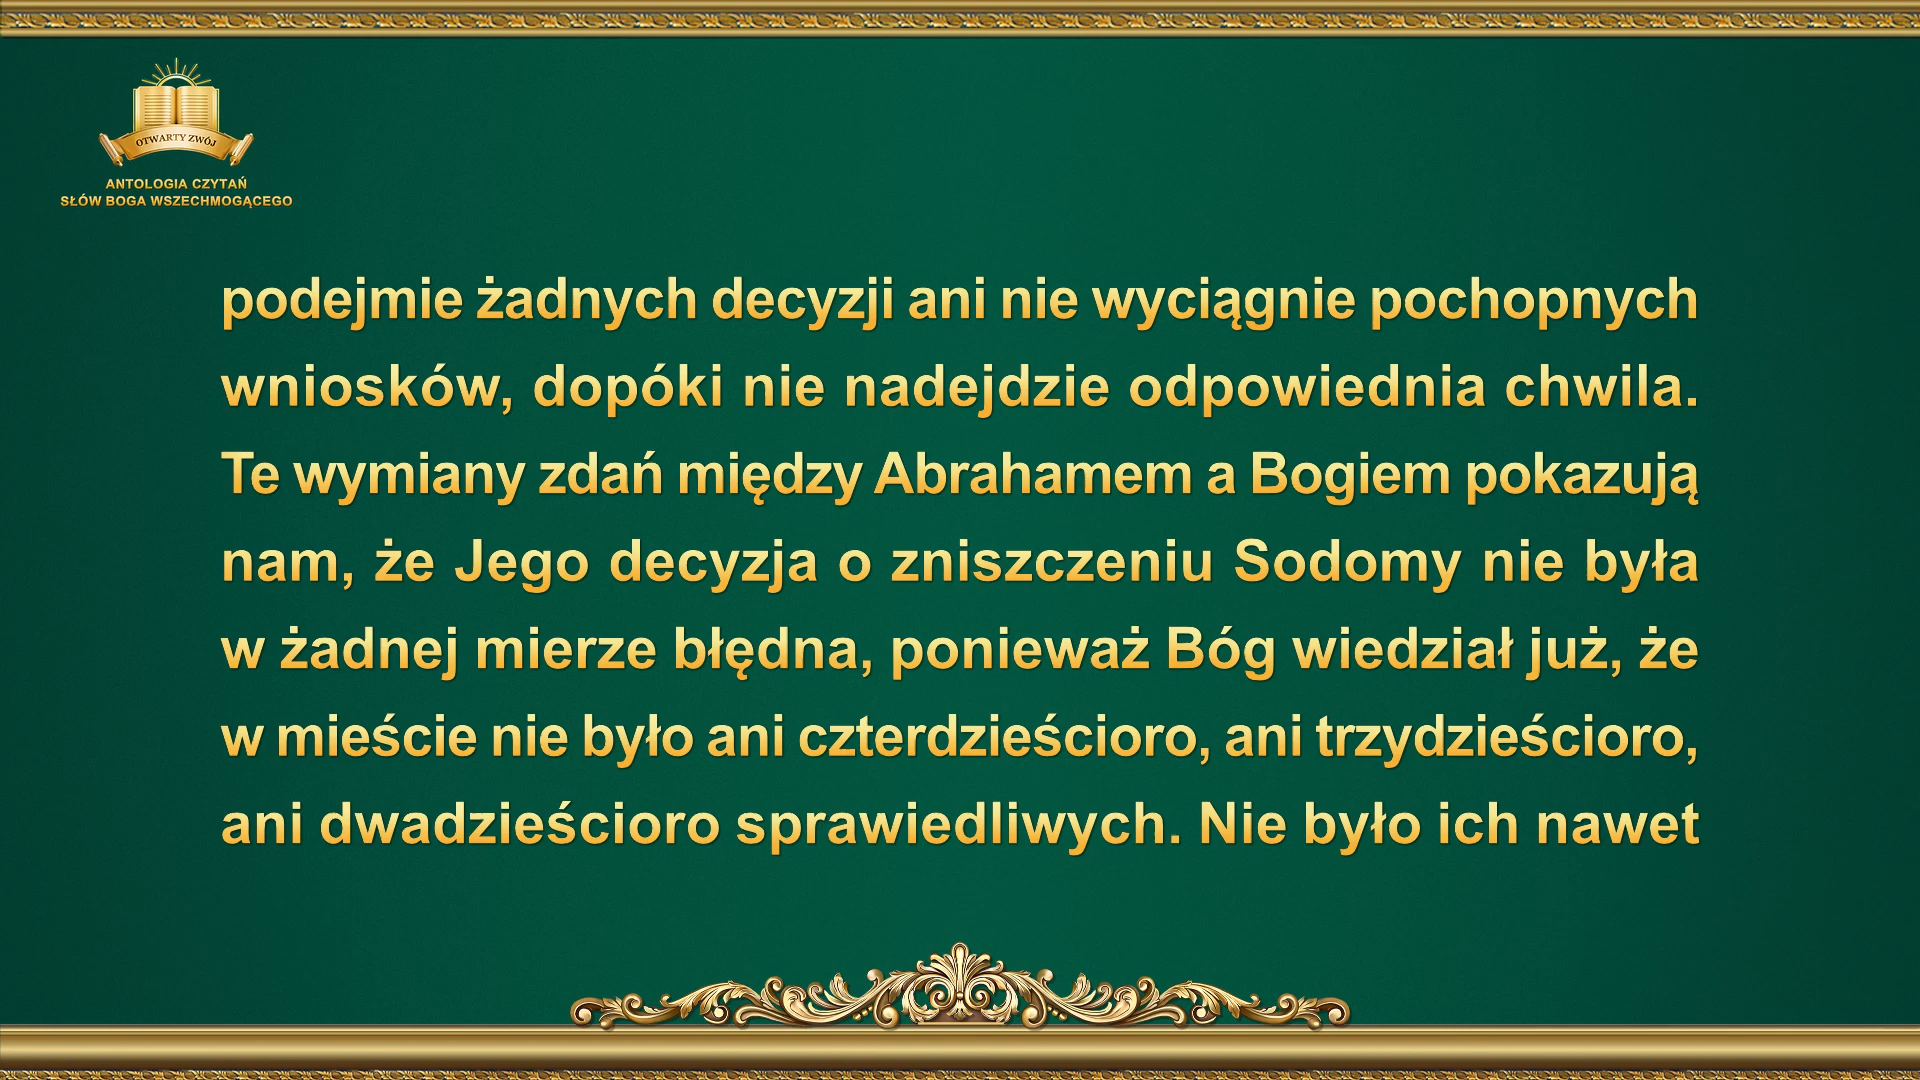 OTWARTY ZWÓJ
ANTOLOGIA CZYTAŃ
SŁÓW BOGA WSZECHMOGĄCEGO
podejmie żadnych decyzji ani nie wyciągnie pochopnych
wniosków, dopóki nie nadejdzie odpowiednia chwila.
Te wymiany zdań między Abrahamem a Bogiem pokazują
nam, że Jego decyzja o zniszczeniu Sodomy nie była
w żadnej mierze błędna, ponieważ Bóg wiedział już, że
w mieście nie było ani czterdzieścioro, ani trzydzieścioro,
ani dwadzieścioro sprawiedliwych. Nie było ich nawet